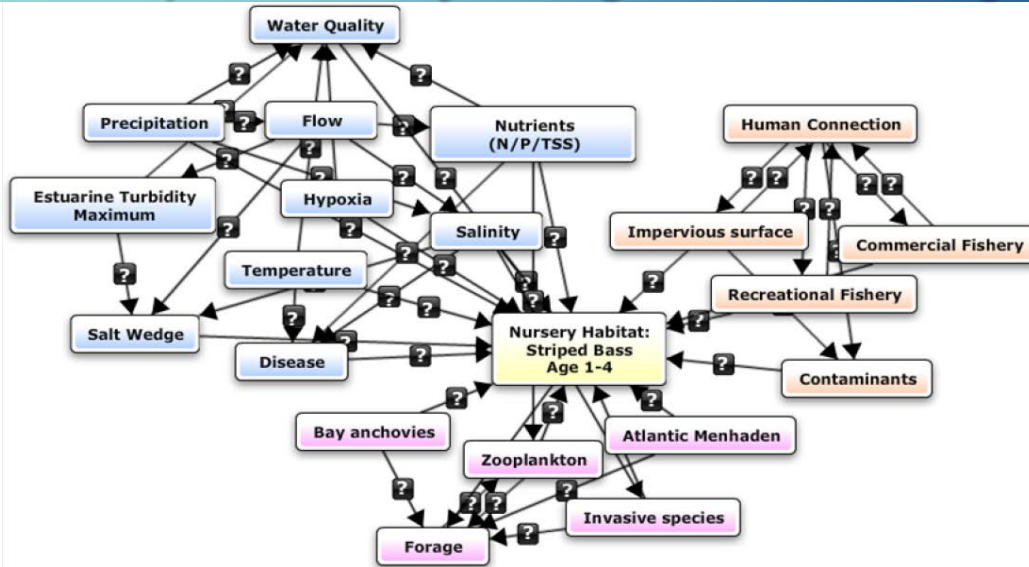 Water Quality
?
?
Precipitation
?
Flow
?
Nutrients
(N/P/TSS)
Human Connection
?
?
?
?
?
?
?
?
?
Estuarine Turbidity
Maximum
Hypoxia
?
?
Salinity
?
?
Impervious surface
?
Commercial Fishery
?
?
?
?
Temperature
?
?
?
Recreational Fishery
?
?
?
Salt Wedge
?
?
Disease
?
Nursery Habitat:
Striped Bass
Age 1-4
?
Contaminants
?
?
?
Bay anchovies
Atlantic Menhaden
Zooplankton
?
?
?
?
Invasive species
?
Forage